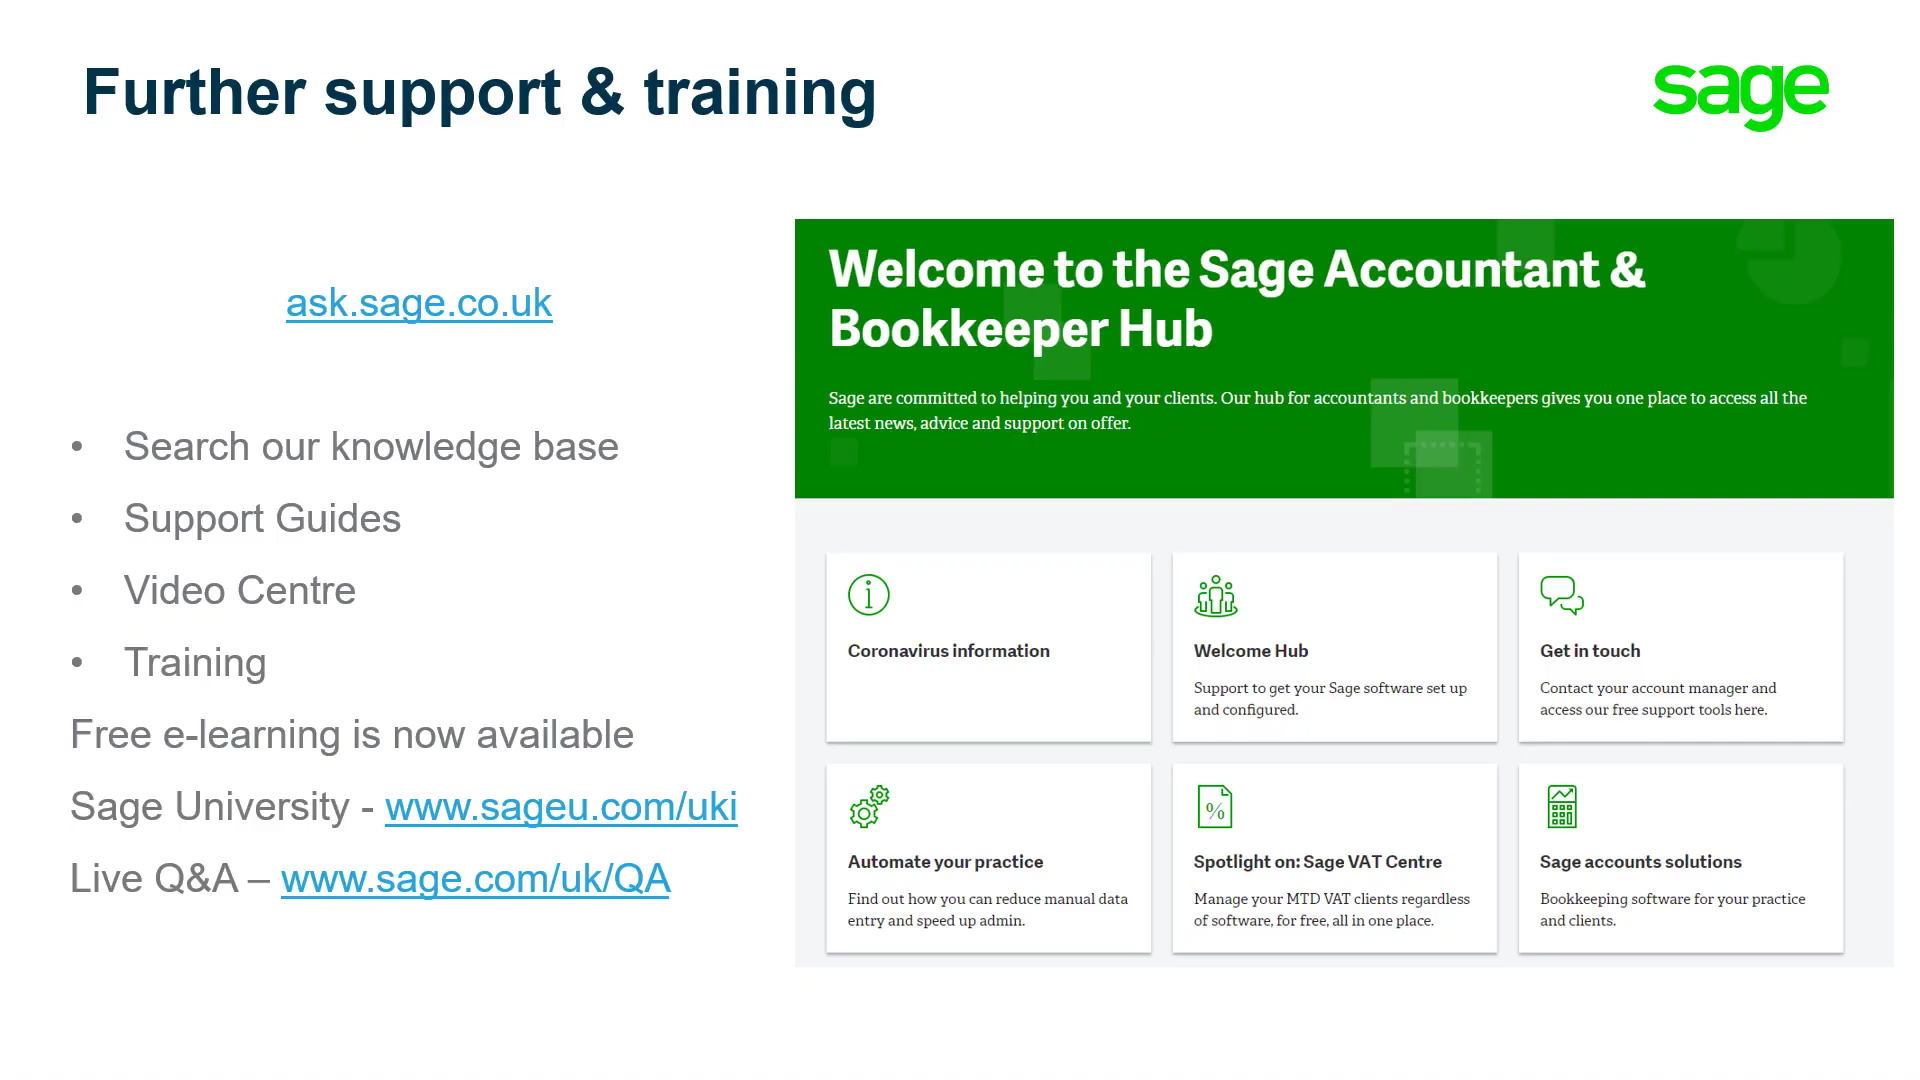 Further support & training
sage
ask.sage.co.uk
• Search our knowledge base
• Support Guides
• Video Centre
• Training
Free e-learning is now available
Sage University - www.sageu.com/uki
Live Q&A – www.sage.com/uk/QA
Welcome to the Sage Accountant &
Bookkeeper Hub
Sage are committed to helping you and your clients. Our hub for accountants and bookkeepers gives you one place to access all the
latest news, advice and support on offer.
Coronavirus information
Welcome Hub
Support to get your Sage software set up
and configured.
Get in touch
Contact your account manager and
access our free support tools here.
Automate your practice
Find out how you can reduce manual data
entry and speed up admin.
%
Spotlight on: Sage VAT Centre
Manage your MTD VAT clients regardless
of software, for free, all in one place.
Sage accounts solutions
Bookkeeping software for your practice
and clients.